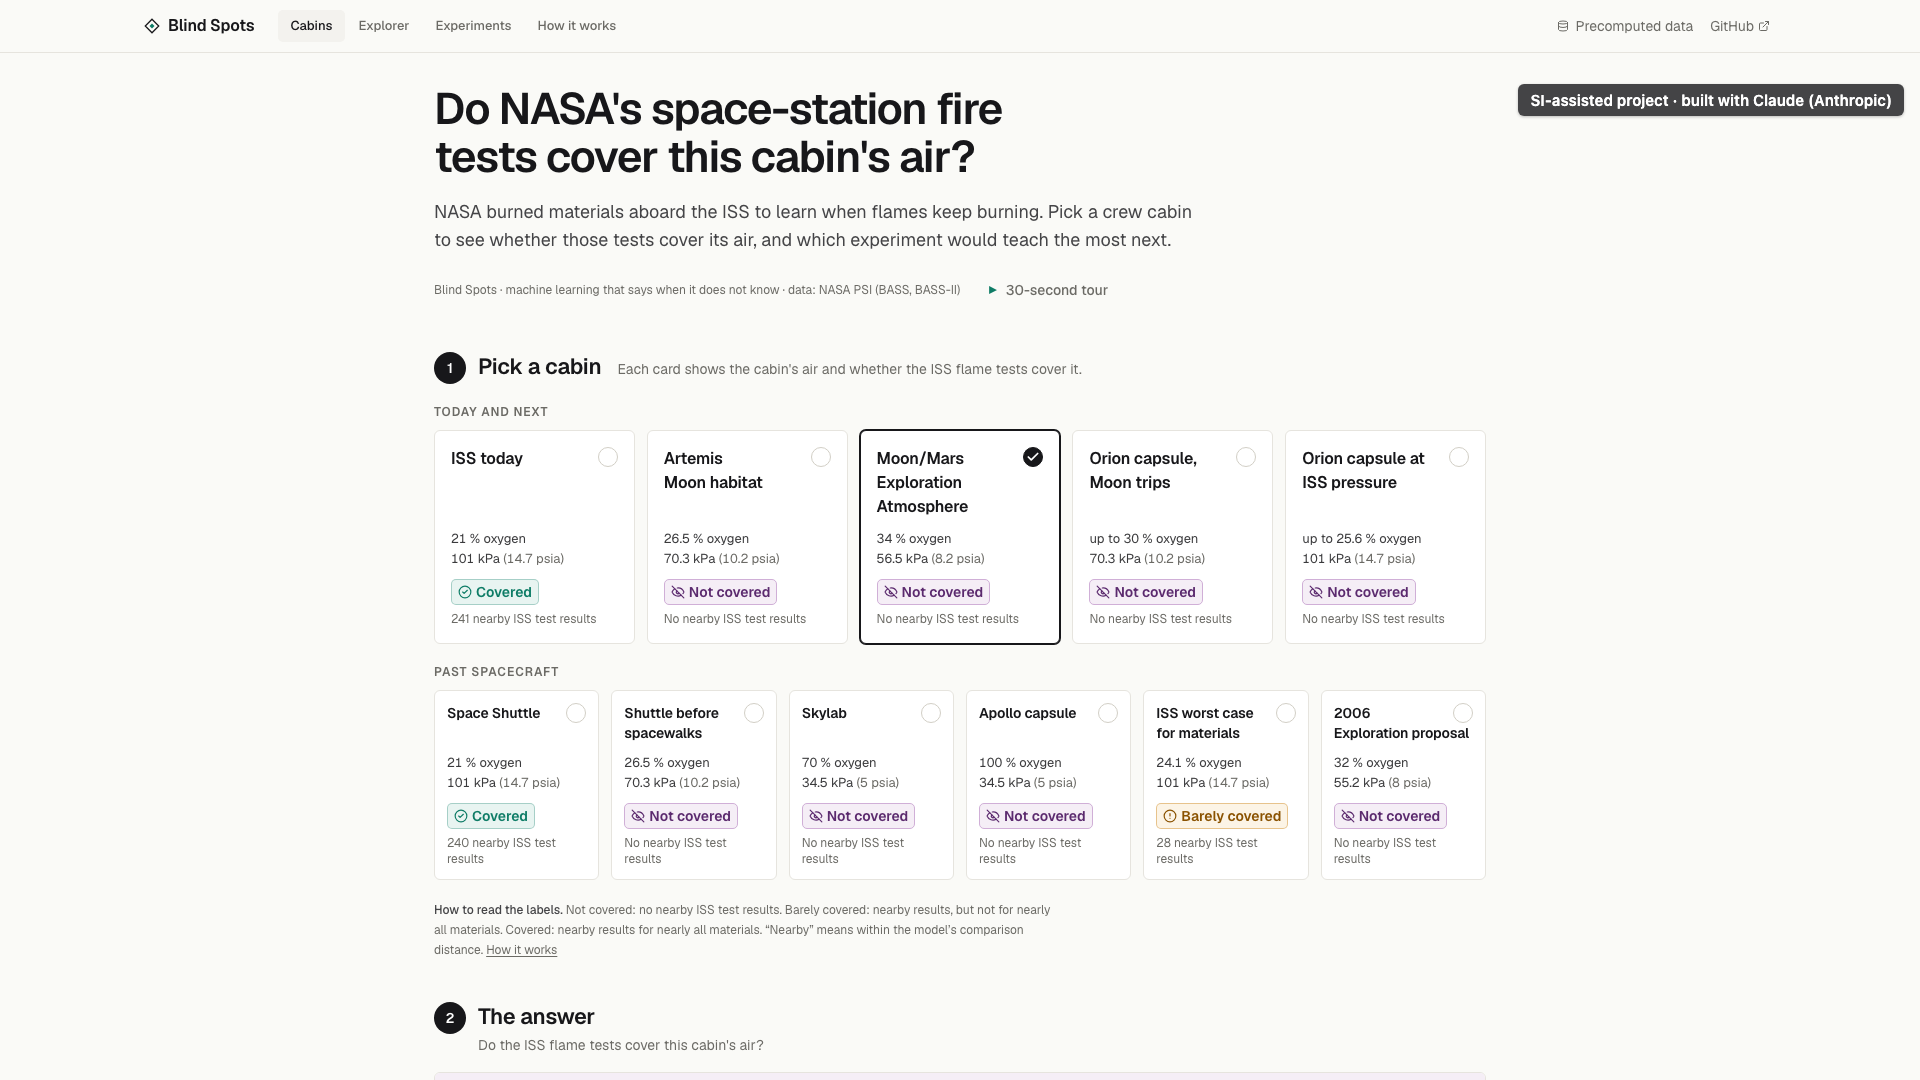 Blind Spots
Cabins
Explorer
Experiments
How it works
Precomputed data
GitHub
SI-assisted project · built with Claude (Anthropic)
Do NASA's space-station fire
tests cover this cabin's air?
NASA burned materials aboard the ISS to learn when flames keep burning. Pick a crew cabin
to see whether those tests cover its air, and which experiment would teach the most next.
Blind Spots · machine learning that says when it does not know · data: NASA PSI (BASS, BASS-II)
30-second tour
1
Pick a cabin
Each card shows the cabin's air and whether the ISS flame tests cover it.
TODAY AND NEXT
ISS today
21 % oxygen
101 kPa (14.7 psia)
Covered
241 nearby ISS test results
Artemis
Moon habitat
26.5 % oxygen
70.3 kPa (10.2 psia)
Not covered
No nearby ISS test results
Moon/Mars
Exploration
Atmosphere
34 % oxygen
56.5 kPa (8.2 psia)
Not covered
No nearby ISS test results
Orion capsule,
Moon trips
up to 30 % oxygen
70.3 kPa (10.2 psia)
Not covered
No nearby ISS test results
Orion capsule at
ISS pressure
up to 25.6 % oxygen
101 kPa (14.7 psia)
Not covered
No nearby ISS test results
PAST SPACECRAFT
Space Shuttle
21 % oxygen
101 kPa (14.7 psia)
Covered
240 nearby ISS test
results
Shuttle before
spacewalks
26.5 % oxygen
70.3 kPa (10.2 psia)
Not covered
No nearby ISS test
results
Skylab
70 % oxygen
34.5 kPa (5 psia)
Not covered
No nearby ISS test
results
Apollo capsule
100 % oxygen
34.5 kPa (5 psia)
Not covered
No nearby ISS test
results
ISS worst case
for materials
24.1 % oxygen
101 kPa (14.7 psia)
Barely covered
28 nearby ISS test
results
2006
Exploration proposal
32 % oxygen
55.2 kPa (8 psia)
Not covered
No nearby ISS test
results
How to read the labels. Not covered: no nearby ISS test results. Barely covered: nearby results, but not for nearly
all materials. Covered: nearby results for nearly all materials. “Nearby” means within the model’s comparison
distance. How it works
2
The answer
Do the ISS flame tests cover this cabin's air?